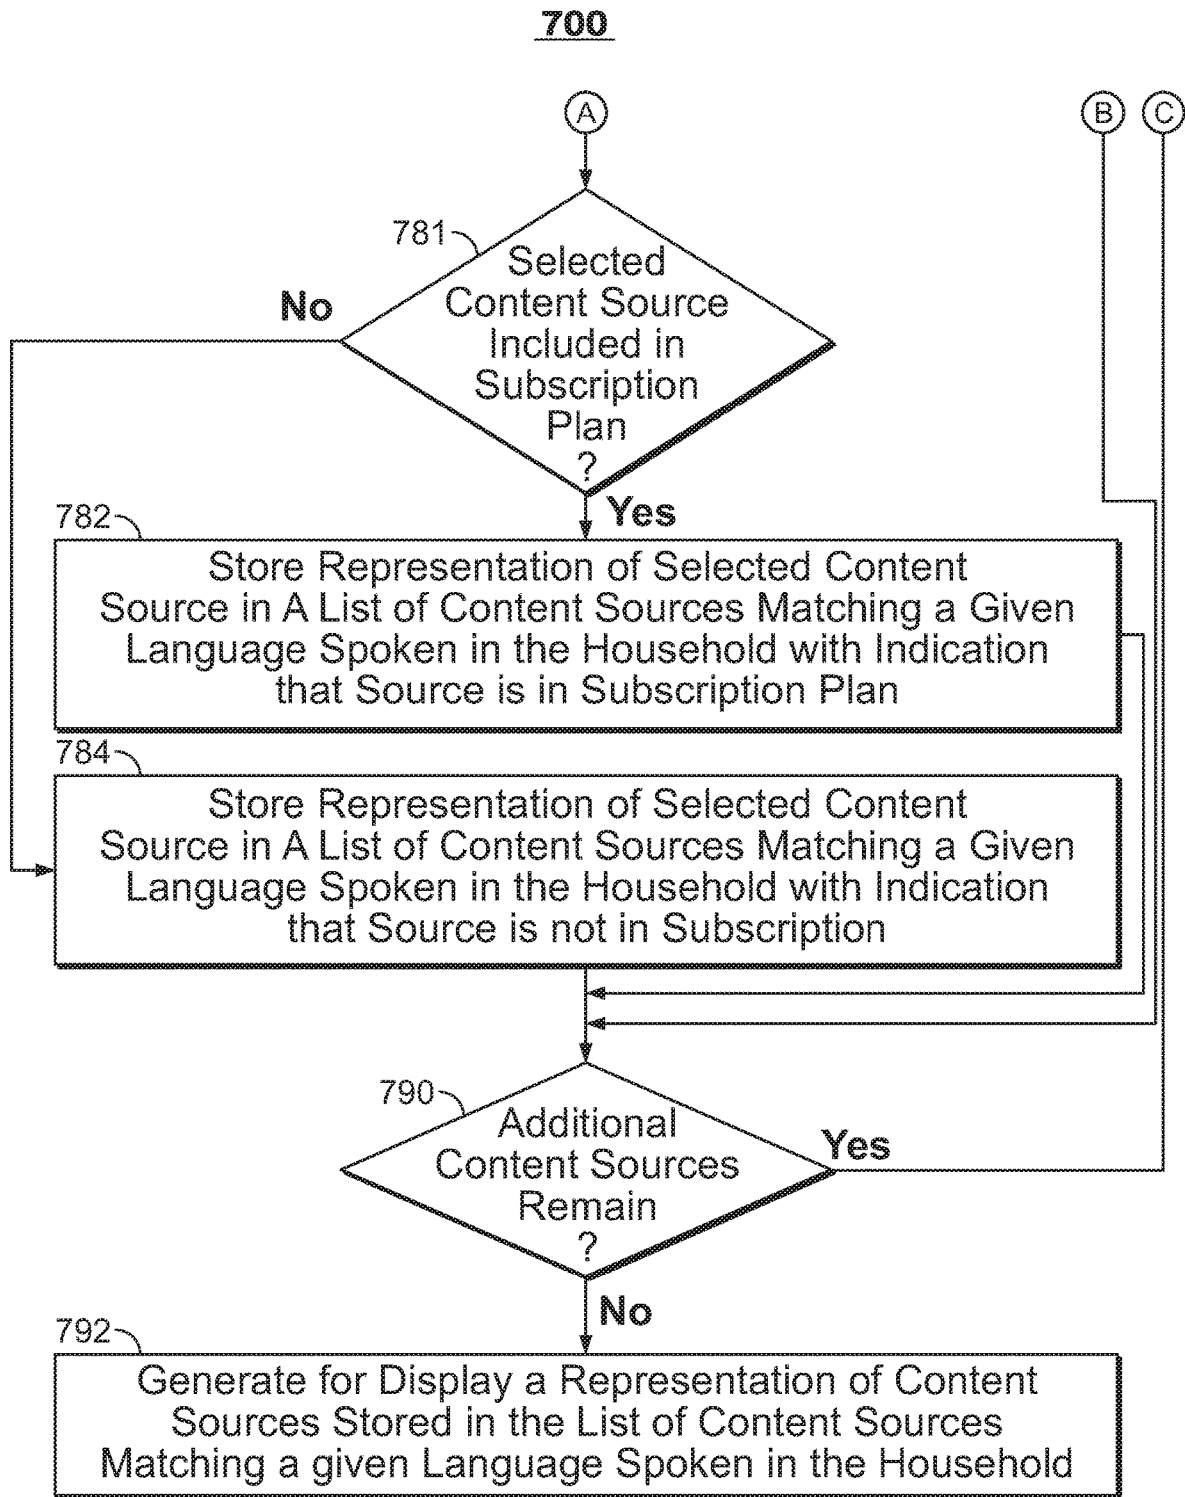 700
A
B
C
781
Selected
Content Source
Included in
Subscription
Plan
?
No
Yes
782
Store Representation of Selected Content
Source in A List of Content Sources Matching a Given
Language Spoken in the Household with Indication
that Source is in Subscription Plan
784
Store Representation of Selected Content
Source in A List of Content Sources Matching a Given
Language Spoken in the Household with Indication
that Source is not in Subscription
790
Additional
Content Sources
Remain
?
Yes
No
792
Generate for Display a Representation of Content
Sources Stored in the List of Content Sources
Matching a given Language Spoken in the Household